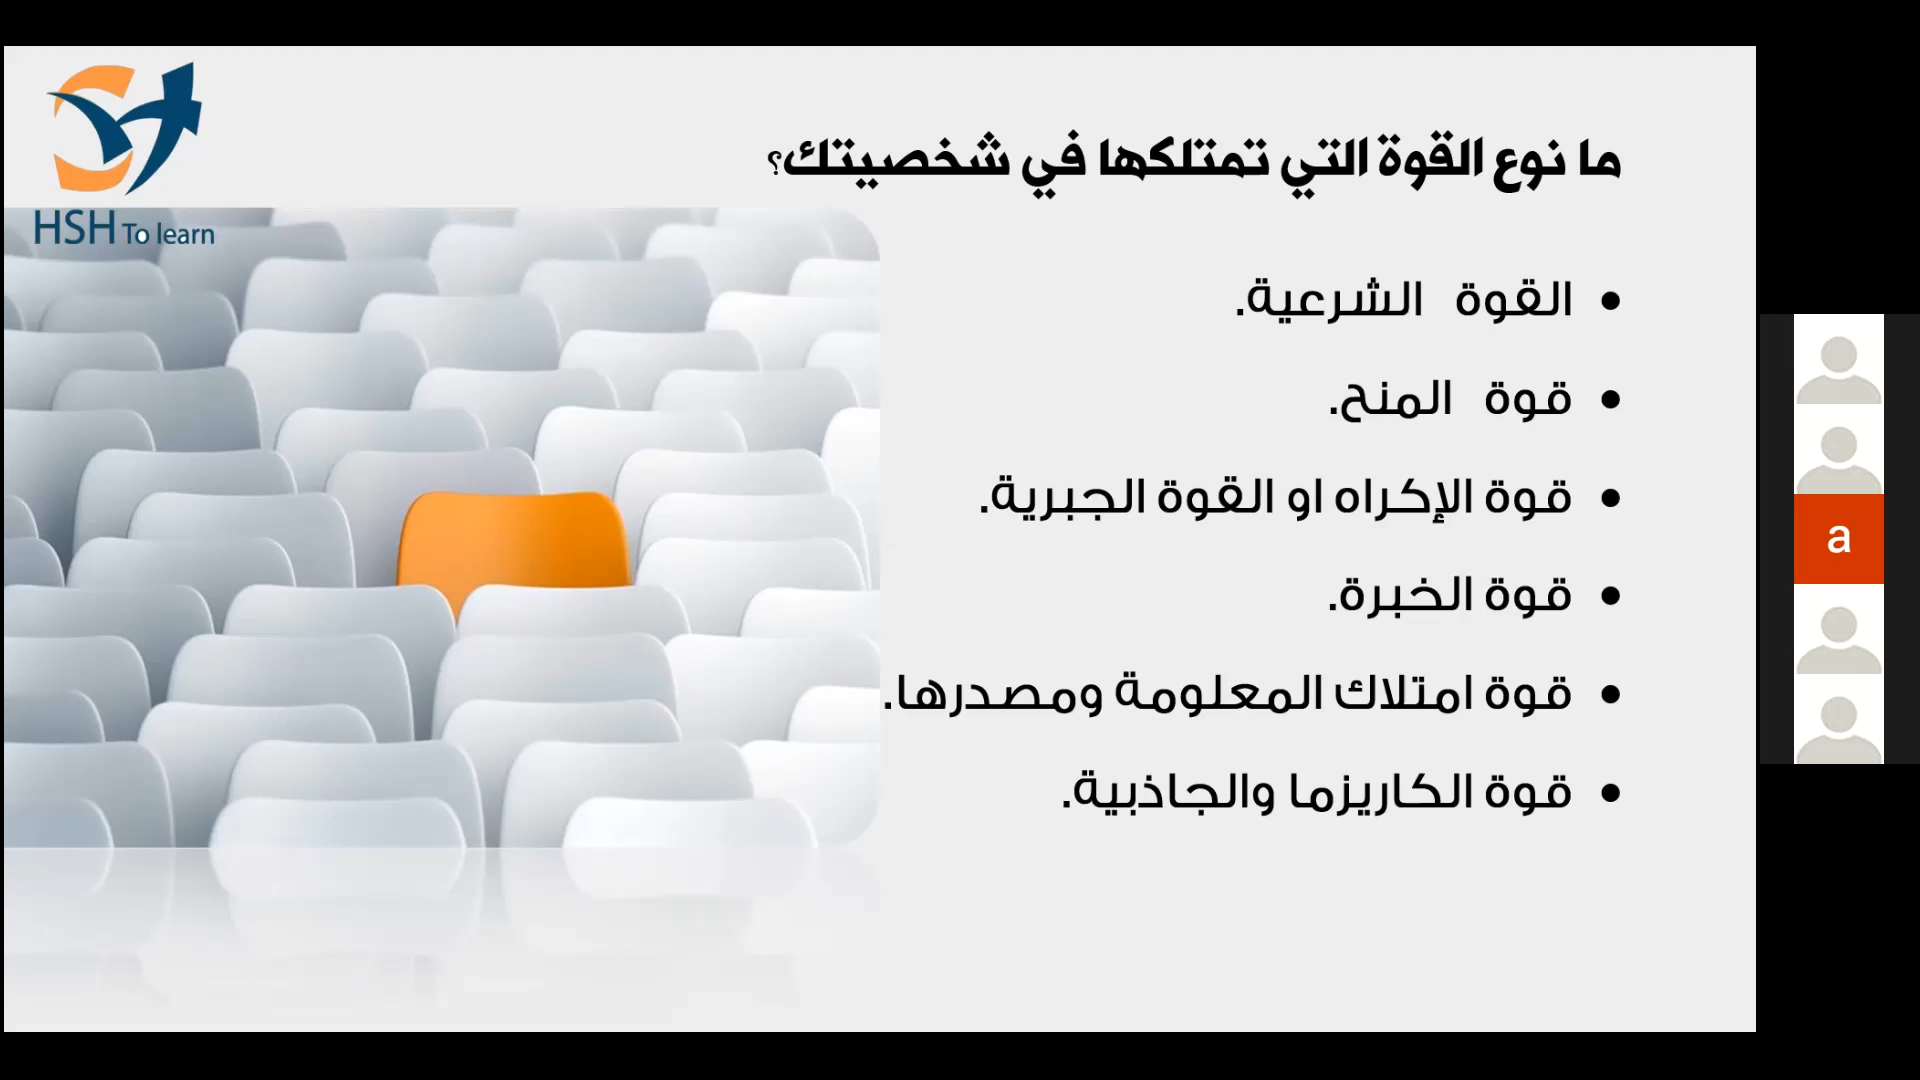 HSH To learn
ما نوع القوة التي تمتلكها في شخصيتك؟
• القوة الشرعية.
• قوة المنح.
• قوة الإكراه او القوة الجبرية.
• قوة الخبرة.
• قوة امتلاك المعلومة ومصدرها.
• قوة الكاريزما والجاذبية.
a